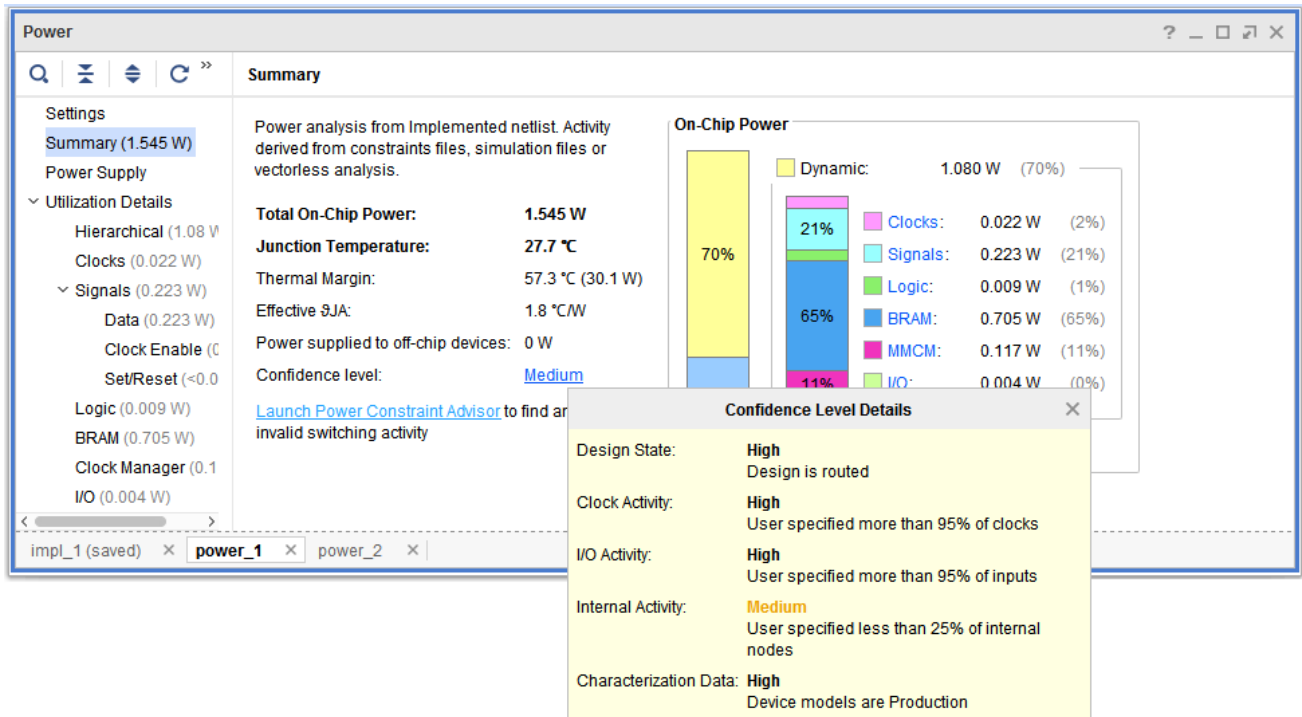 Power
?
»
Summary
Settings
Summary (1.545 W)
Power Supply
Utilization Details
Hierarchical (1.08 W
Clocks (0.022 W)
Signals (0.223 W)
Data (0.223 W)
Clock Enable (0
Set/Reset (<0.0
Logic (0.009 W)
BRAM (0.705 W)
Clock Manager (0.1
I/O (0.004 W)
Power analysis from Implemented netlist. Activity
derived from constraints files, simulation files or
vectorless analysis.
Total On-Chip Power: 1.545 W
Junction Temperature: 27.7 °C
Thermal Margin: 57.3 °C (30.1 W)
Effective ϑJA: 1.8 °C/W
Power supplied to off-chip devices: 0 W
Confidence level: Medium
Launch Power Constraint Advisor to find an
invalid switching activity
On-Chip Power
70%
Dynamic: 1.080 W (70%)
21%
65%
11%
Clocks: 0.022 W (2%)
Signals: 0.223 W (21%)
Logic: 0.009 W (1%)
BRAM: 0.705 W (65%)
MMCM: 0.117 W (11%)
I/O: 0.004 W (0%)
Confidence Level Details
Design State: High
Design is routed
Clock Activity: High
User specified more than 95% of clocks
I/O Activity: High
User specified more than 95% of inputs
Internal Activity: Medium
User specified less than 25% of internal
nodes
Characterization Data: High
Device models are Production
impl_1 (saved)
power_1
power_2